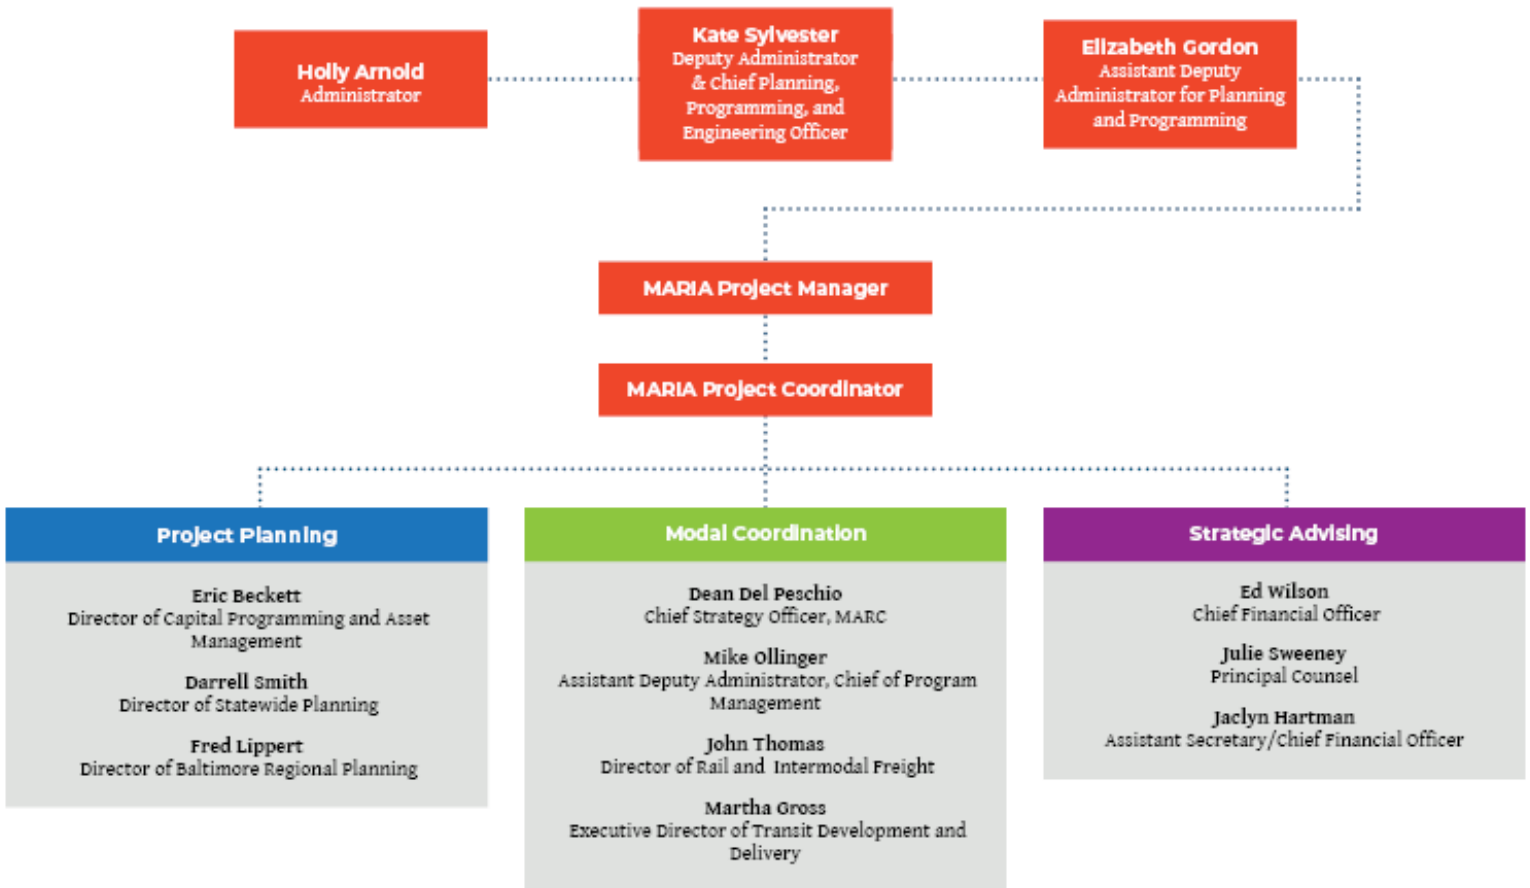 Holly Arnold
Administrator
Kate Sylvester
Deputy Administrator
& Chief Planning,
Programming, and
Engineering Officer
Elizabeth Gordon
Assistant Deputy
Administrator for Planning
and Programming
MARIA Project Manager
MARIA Project Coordinator
Project Planning
Eric Beckett
Director of Capital Programming and Asset
Management
Darrell Smith
Director of Statewide Planning
Fred Lippert
Director of Baltimore Regional Planning
Modal Coordination
Dean Del Peschio
Chief Strategy Officer, MARC
Mike Ollinger
Assistant Deputy Administrator, Chief of Program
Management
John Thomas
Director of Rail and Intermodal Freight
Martha Gross
Executive Director of Transit Development and
Delivery
Strategic Advising
Ed Wilson
Chief Financial Officer
Julie Sweeney
Principal Counsel
Jaclyn Hartman
Assistant Secretary/Chief Financial Officer